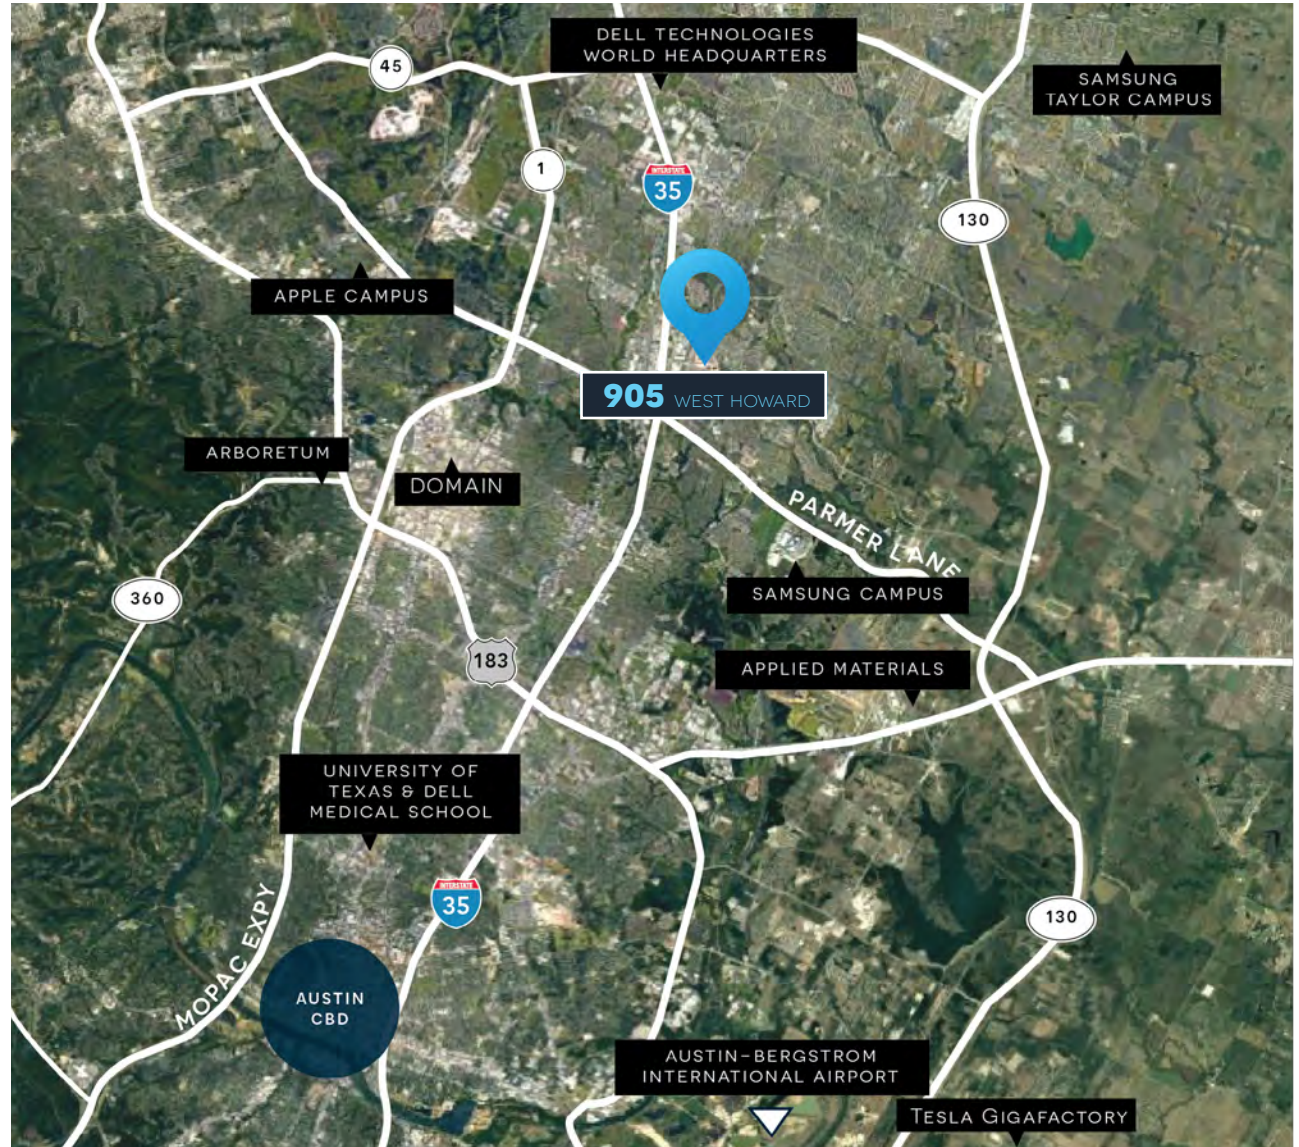 DELL TECHNOLOGIES
WORLD HEADQUARTERS
45
SAMSUNG
TAYLOR CAMPUS
1
INTERSTATE
35
130
APPLE CAMPUS
905 WEST HOWARD
ARBORETUM
DOMAIN
PARMER LANE
360
SAMSUNG CAMPUS
183
APPLIED MATERIALS
UNIVERSITY OF
TEXAS & DELL
MEDICAL SCHOOL
INTERSTATE
35
130
MOPAC EXPY
AUSTIN
CBD
AUSTIN-BERGSTROM
INTERNATIONAL AIRPORT
TESLA GIGAFACTORY